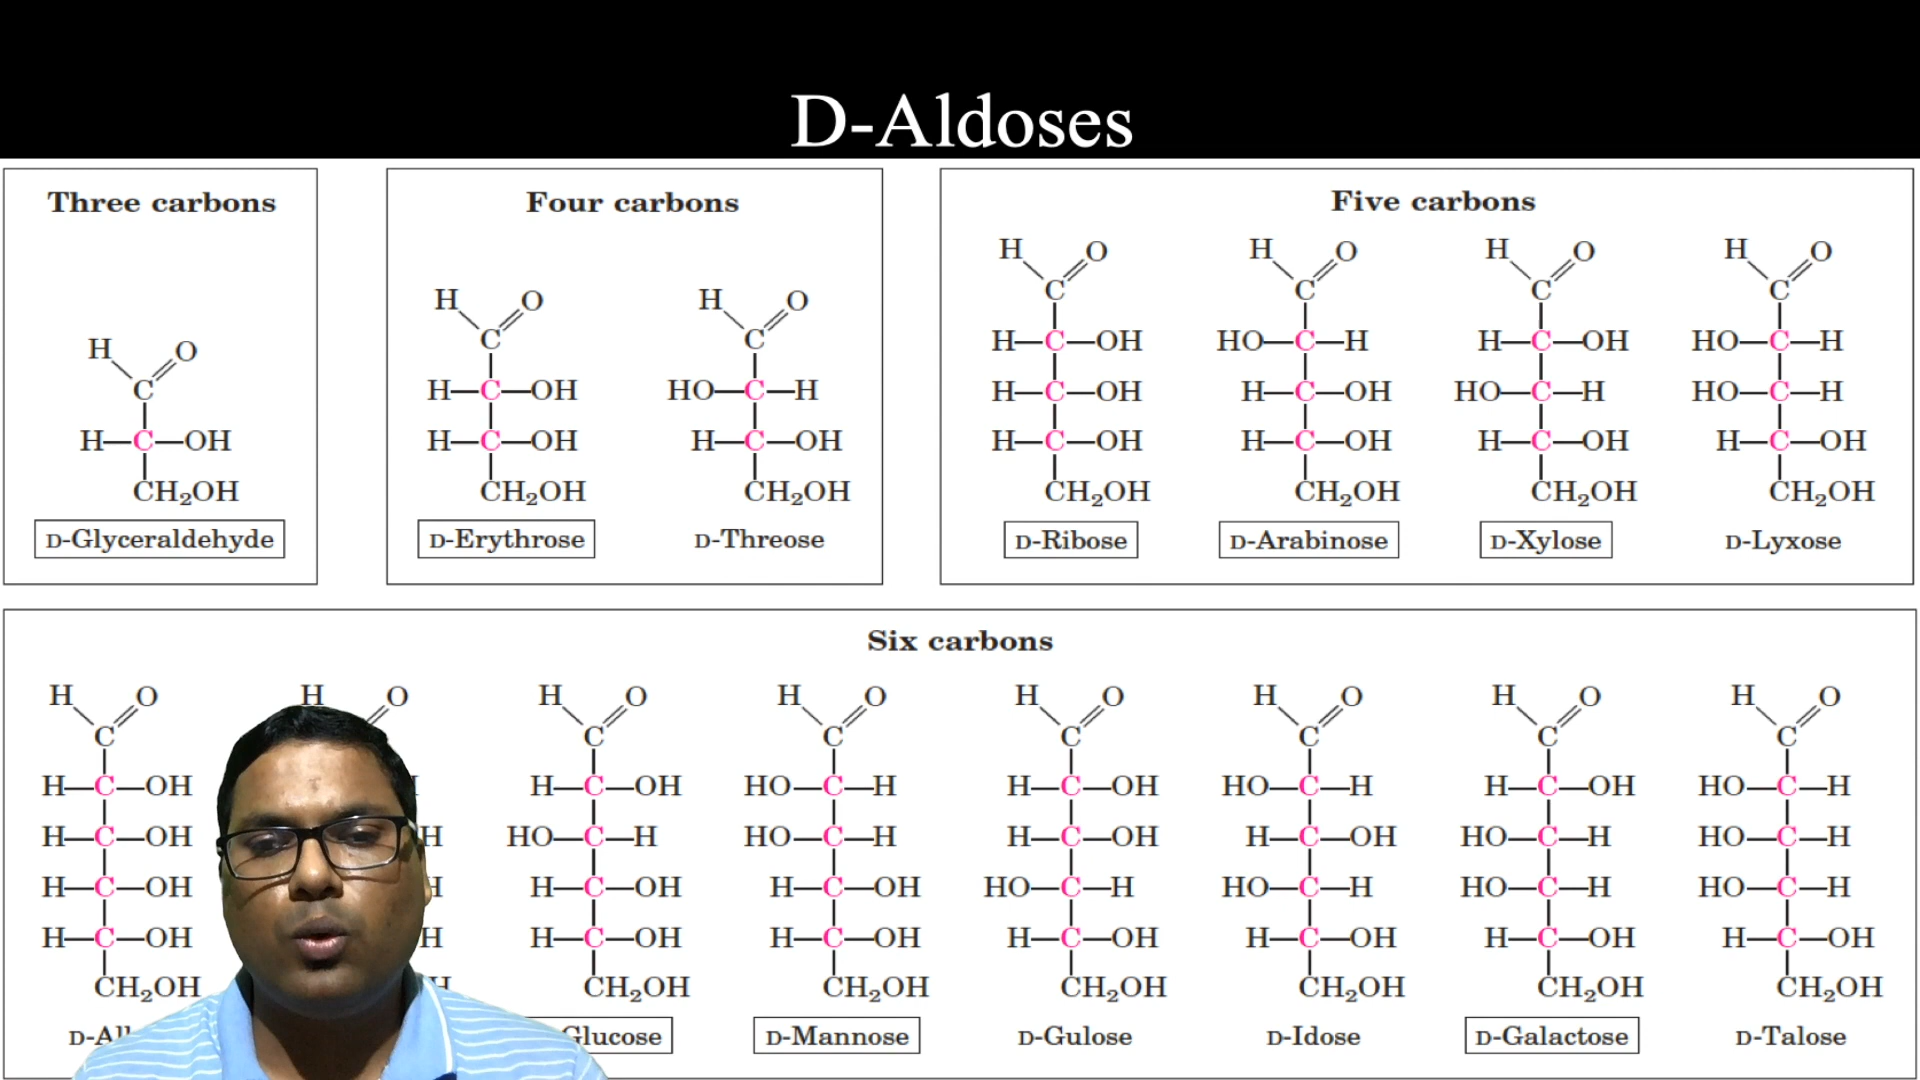 D-Aldoses
Three carbons
H O
C
H—C—OH
CH₂OH
D-Glyceraldehyde
Four carbons
H O
C
H—C—OH
H—C—OH
CH₂OH
D-Erythrose
H O
C
HO—C—H
H—C—OH
CH₂OH
D-Threose
Five carbons
H O
C
H—C—OH
H—C—OH
H—C—OH
CH₂OH
D-Ribose
H O
C
HO—C—H
H—C—OH
H—C—OH
CH₂OH
D-Arabinose
H O
C
H—C—OH
HO—C—H
H—C—OH
CH₂OH
D-Xylose
H O
C
HO—C—H
HO—C—H
H—C—OH
CH₂OH
D-Lyxose
Six carbons
H O
C
H—C—OH
H—C—OH
H—C—OH
H—C—OH
CH₂OH
H O
H
H
H
H O
C
H—C—OH
HO—C—H
H—C—OH
H—C—OH
CH₂OH
Glucose
H O
C
HO—C—H
HO—C—H
H—C—OH
H—C—OH
CH₂OH
D-Mannose
H O
C
H—C—OH
H—C—OH
HO—C—H
H—C—OH
CH₂OH
D-Gulose
H O
C
HO—C—H
H—C—OH
HO—C—H
H—C—OH
CH₂OH
D-Idose
H O
C
H—C—OH
HO—C—H
HO—C—H
H—C—OH
CH₂OH
D-Galactose
H O
C
HO—C—H
HO—C—H
HO—C—H
H—C—OH
CH₂OH
D-Talose